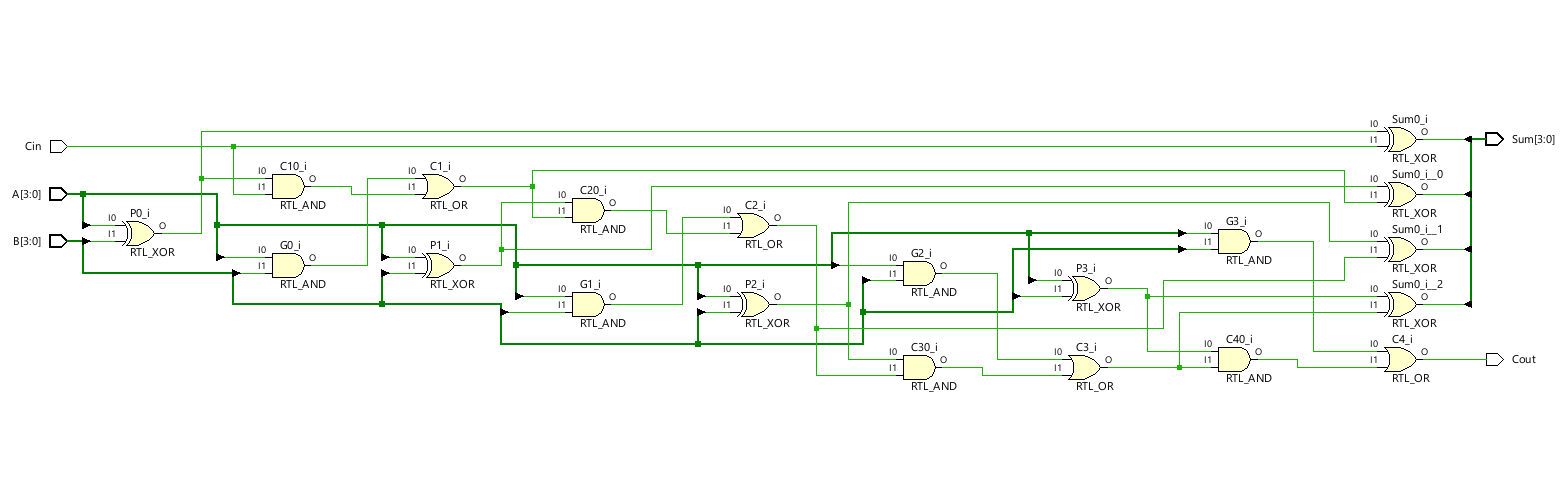 Cin
A[3:0]
B[3:0]
I0
I1
P0_i
O
RTL_XOR
I0
I1
C10_i
O
RTL_AND
I0
I1
G0_i
O
RTL_AND
I0
I1
C1_i
O
RTL_OR
I0
I1
P1_i
O
RTL_XOR
I0
I1
C20_i
O
RTL_AND
I0
I1
G1_i
O
RTL_AND
I0
I1
C2_i
O
RTL_OR
I0
I1
P2_i
O
RTL_XOR
I0
I1
G2_i
O
RTL_AND
I0
I1
C30_i
O
RTL_AND
I0
I1
P3_i
O
RTL_XOR
I0
I1
C3_i
O
RTL_OR
I0
I1
G3_i
O
RTL_AND
I0
I1
C40_i
O
RTL_AND
I0
I1
Sum0_i
O
RTL_XOR
I0
I1
Sum0_i__0
O
RTL_XOR
I0
I1
Sum0_i__1
O
RTL_XOR
I0
I1
Sum0_i__2
O
RTL_XOR
I0
I1
C4_i
O
RTL_OR
Sum[3:0]
Cout